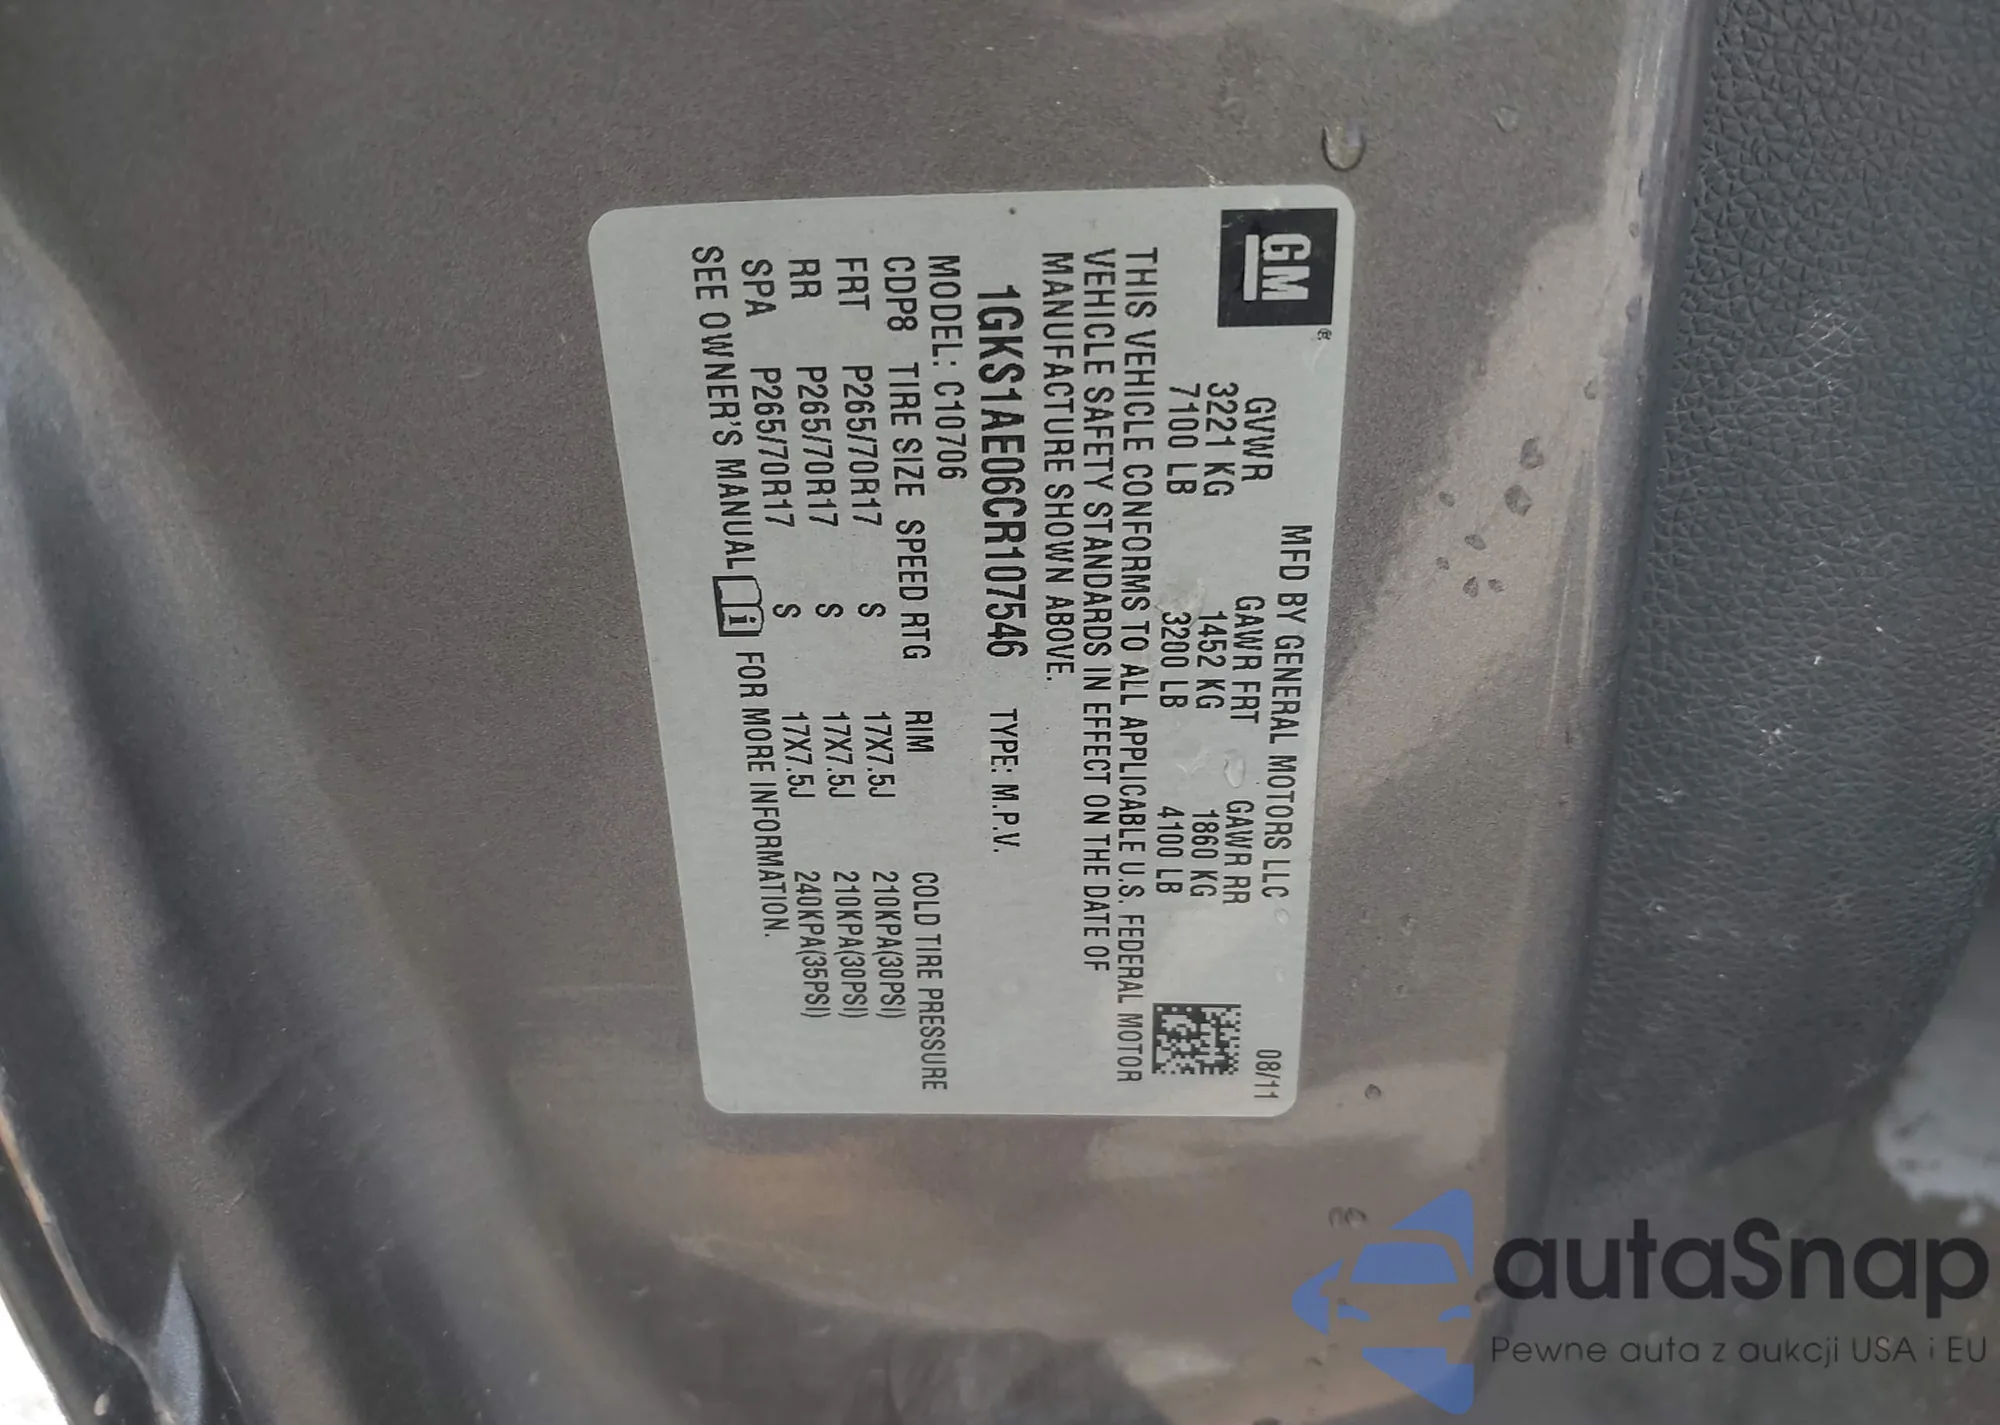 GM®
MFD BY GENERAL MOTORS LLC 08/11
GVWR GAWR FRT GAWR RR
3221 KG 1452 KG 1860 KG
7100 LB 3200 LB 4100 LB
THIS VEHICLE CONFORMS TO ALL APPLICABLE U.S. FEDERAL MOTOR
VEHICLE SAFETY STANDARDS IN EFFECT ON THE DATE OF
MANUFACTURE SHOWN ABOVE.
1GKS1AE06CR107546 TYPE: M.P.V.
MODEL: C10706
CDP8 TIRE SIZE SPEED RTG RIM COLD TIRE PRESSURE
FRT P265/70R17 S 17X7.5J 210KPA(30PSI)
RR P265/70R17 S 17X7.5J 210KPA(30PSI)
SPA P265/70R17 S 17X7.5J 240KPA(35PSI)
SEE OWNER'S MANUAL i FOR MORE INFORMATION.
autaSnap
Pewne auta z aukcji USA i EU